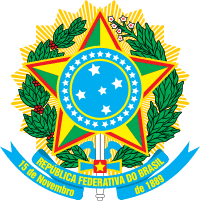 REPÚBLICA FEDERATIVA DO BRASIL
15 de Novembro
de 1889